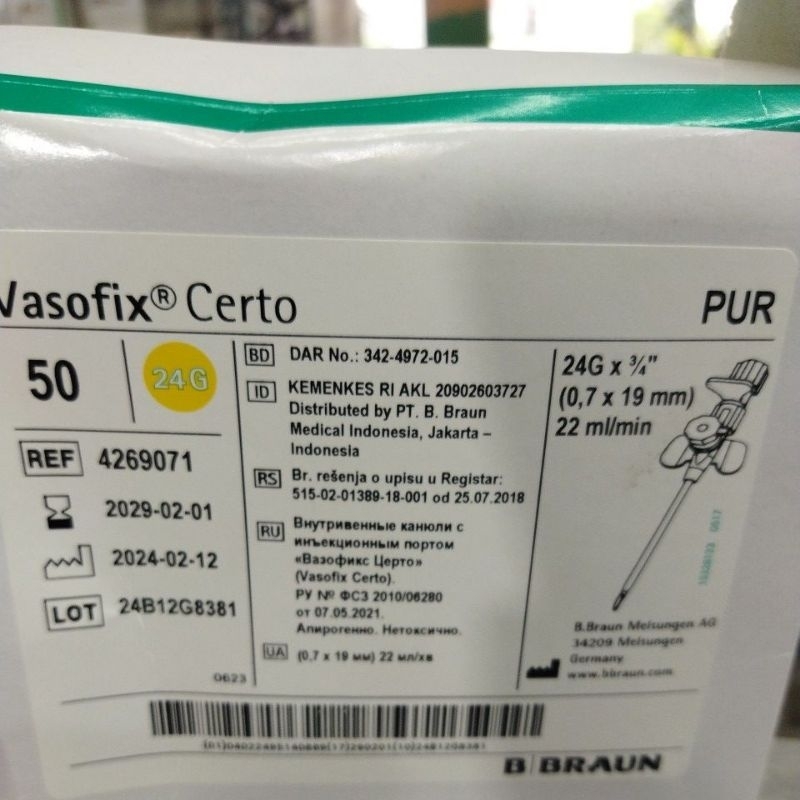 Vasofix® Certo
PUR
50
24G
REF 4269071
2029-02-01
2024-02-12
LOT 24B12G8381
0623
BD DAR No.: 342-4972-015
ID KEMENKES RI AKL 20902603727
Distributed by PT. B. Braun
Medical Indonesia, Jakarta –
Indonesia
RS Br. rešenja o upisu u Registar:
515-02-01389-18-001 od 25.07.2018
RU Внутривенные канюли с
инъекционным портом
«Вазофикс Церто»
(Vasofix Certo).
РУ № ФСЗ 2010/06280
от 07.05.2021.
Апирогенно. Нетоксично.
UA (0,7 x 19 мм) 22 мл/хв
24G x ¾"
(0,7 x 19 mm)
22 ml/min
B.Braun Melsungen AG
34209 Melsungen
Germany
www.bbraun.com
B BRAUN